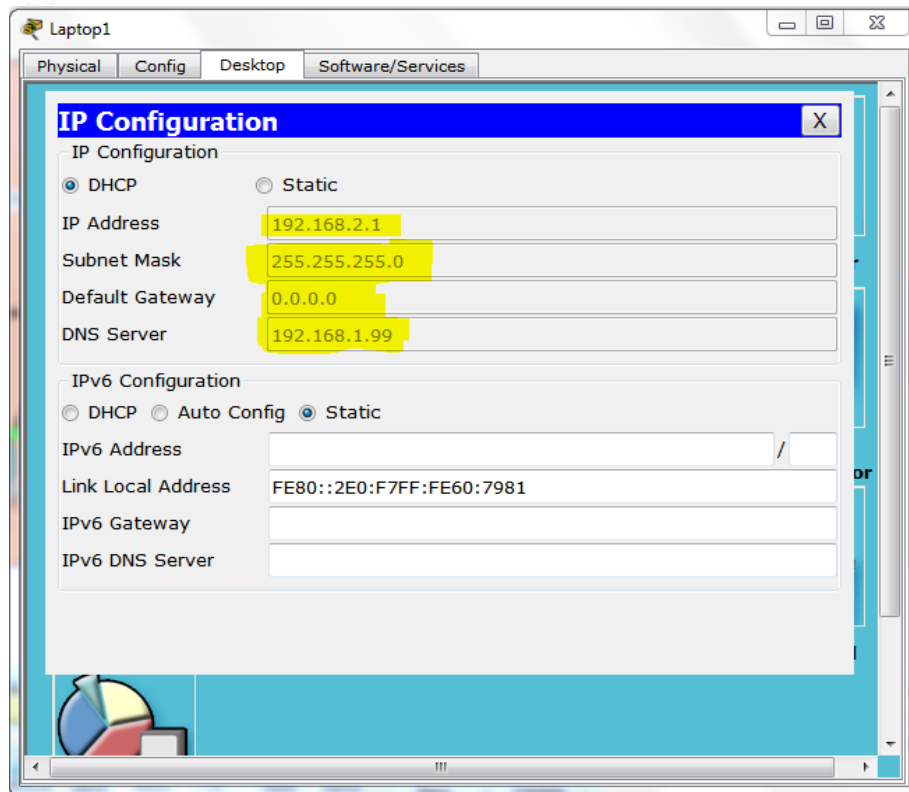 Laptop1
Physical Config Desktop Software/Services
IP Configuration X
IP Configuration
DHCP Static
IP Address 192.168.2.1
Subnet Mask 255.255.255.0
Default Gateway 0.0.0.0
DNS Server 192.168.1.99
IPv6 Configuration
DHCP Auto Config Static
IPv6 Address /
Link Local Address FE80::2E0:F7FF:FE60:7981
IPv6 Gateway
IPv6 DNS Server
or